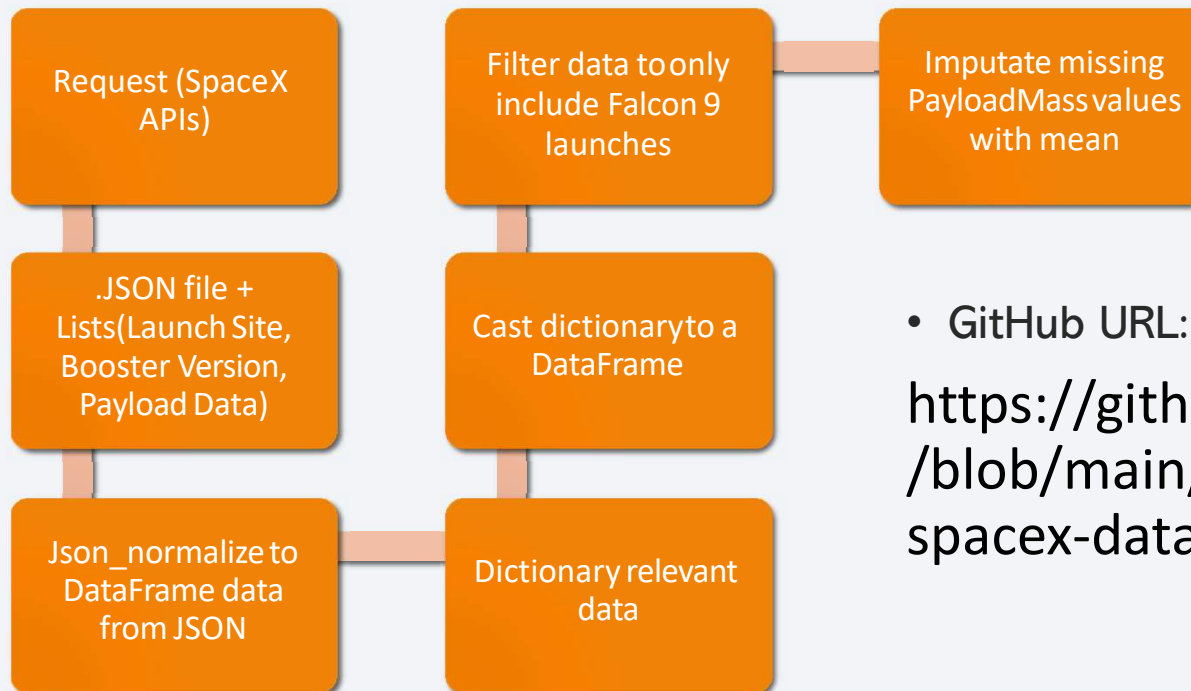 Request (SpaceX
APIs)
.JSON file +
Lists(Launch Site,
Booster Version,
Payload Data)
Json_normalize to
DataFrame data
from JSON
Dictionary relevant
data
Cast dictionary to a
DataFrame
Filter data to only
include Falcon 9
launches
Imputate missing
PayloadMass values
with mean
• GitHub URL:
https://gith
/blob/main/
spacex-data